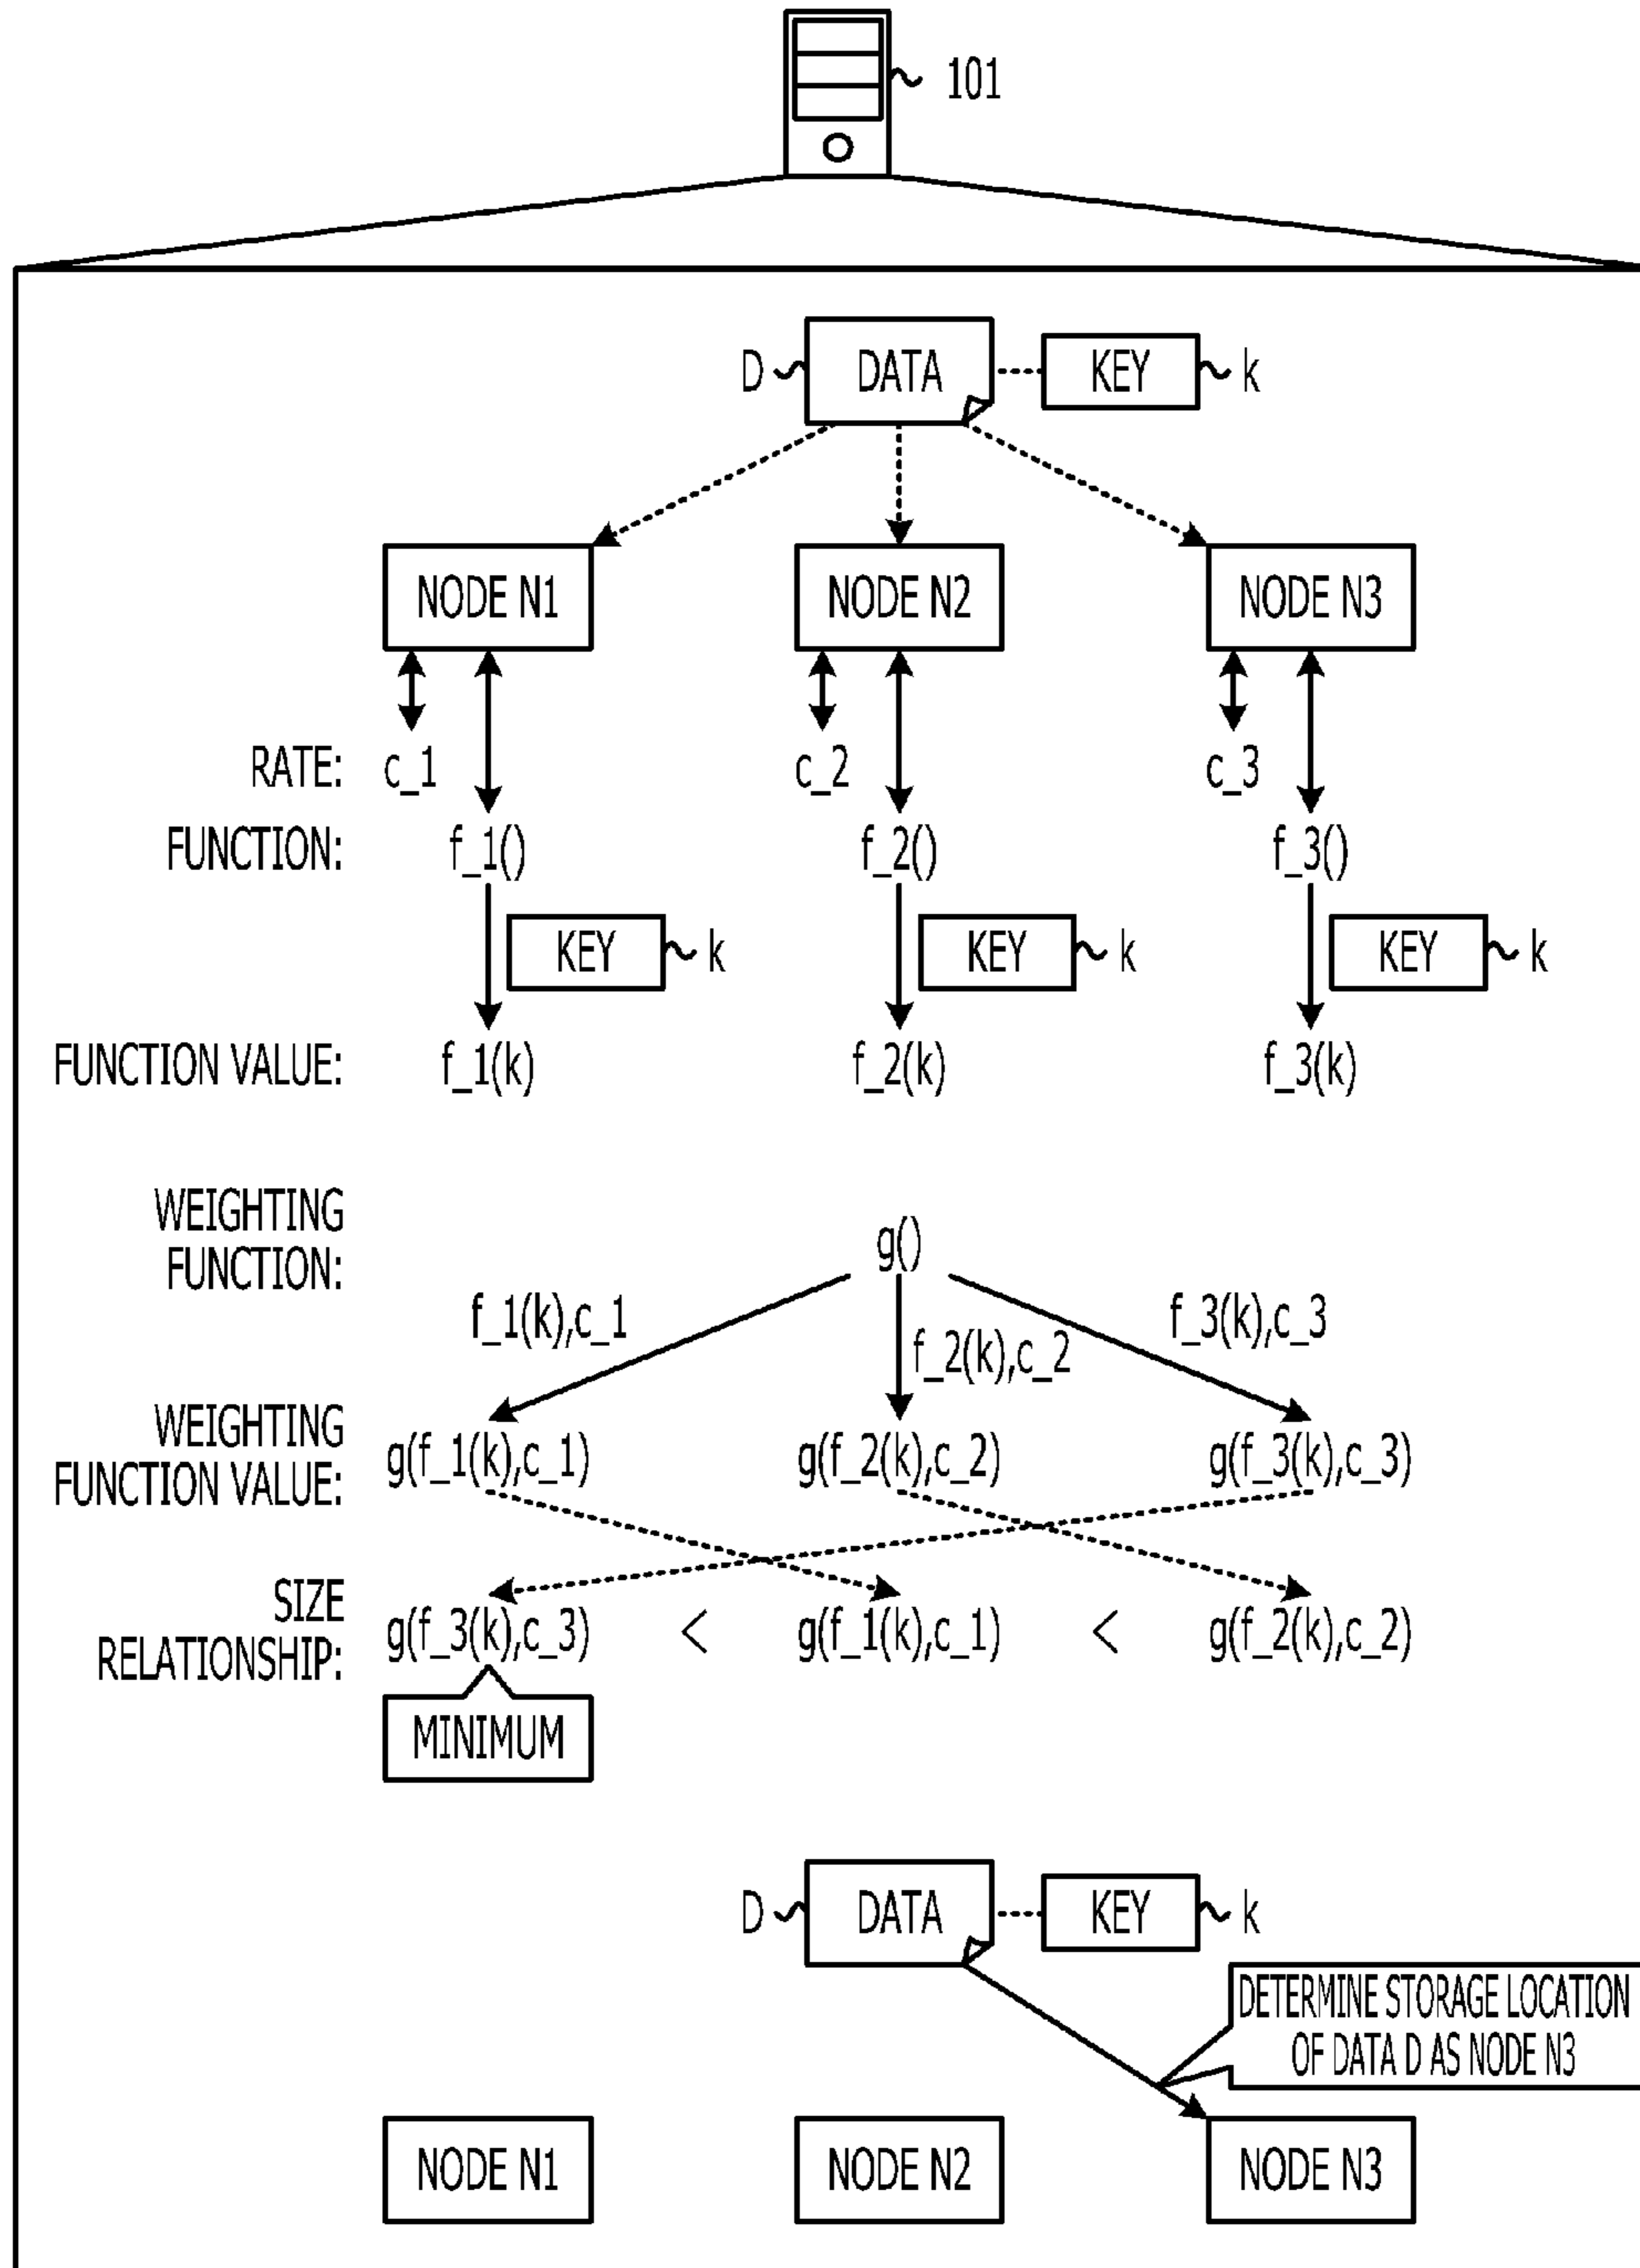 101
D DATA KEY k
NODE N1 NODE N2 NODE N3
RATE: c_1 c_2 c_3
FUNCTION: f_1() f_2() f_3()
KEY k KEY k KEY k
FUNCTION VALUE: f_1(k) f_2(k) f_3(k)
WEIGHTING
FUNCTION: g()
f_1(k),c_1 f_2(k),c_2 f_3(k),c_3
WEIGHTING
FUNCTION VALUE: g(f_1(k),c_1) g(f_2(k),c_2) g(f_3(k),c_3)
SIZE
RELATIONSHIP: g(f_3(k),c_3) < g(f_1(k),c_1) < g(f_2(k),c_2)
MINIMUM
D DATA KEY k
DETERMINE STORAGE LOCATION
OF DATA D AS NODE N3
NODE N1 NODE N2 NODE N3